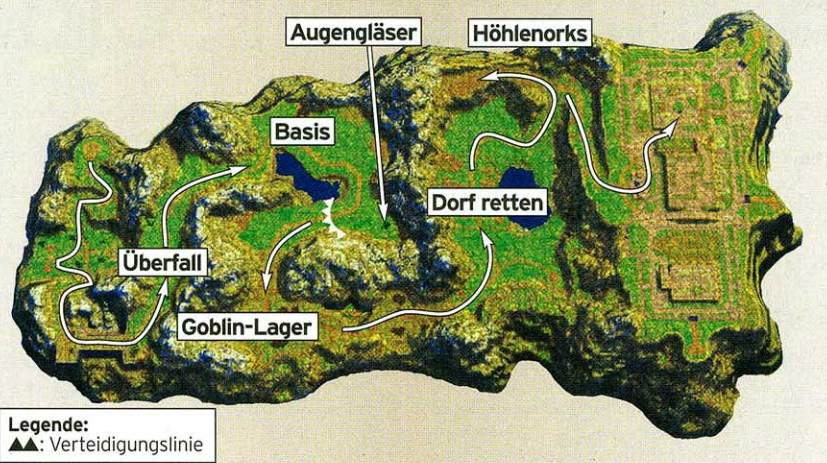 Augengläser
Höhlenorks
Basis
Dorf retten
Überfall
Goblin-Lager
Legende:
▲▲: Verteidigungslinie